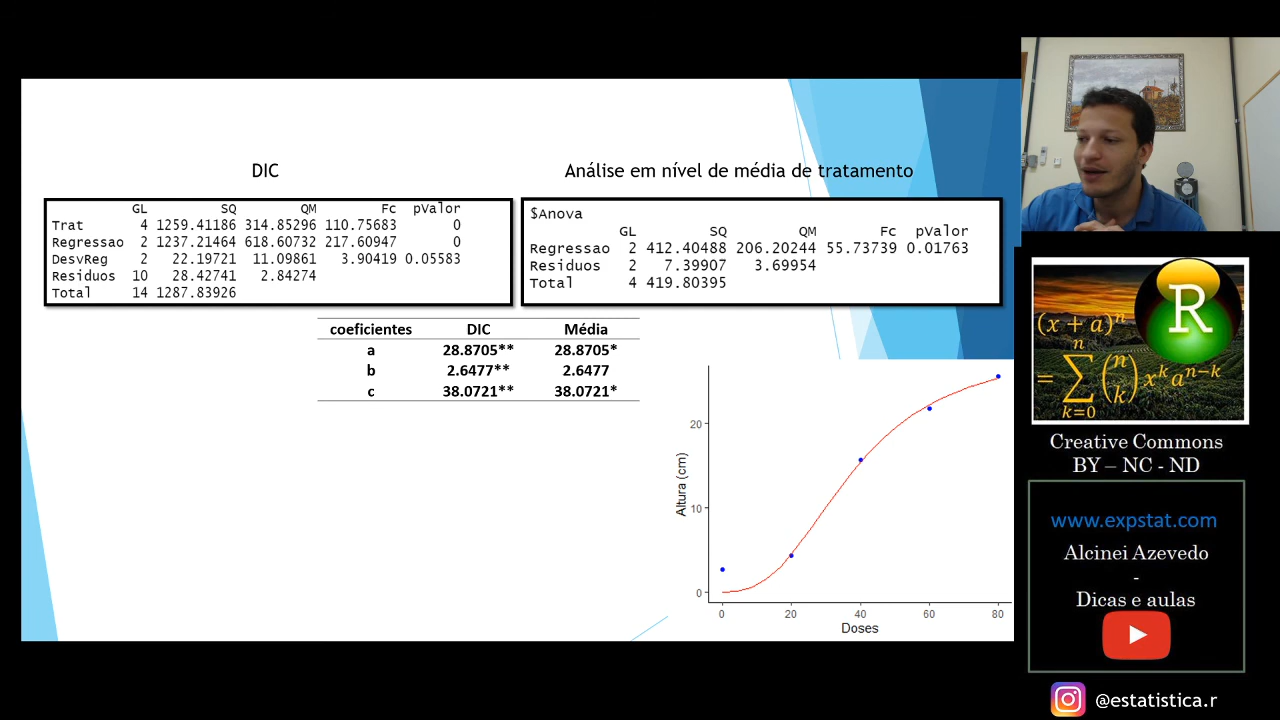 DIC
GL SQ QM Fc pValor
Trat 4 1259.41186 314.85296 110.75683 0
Regressao 2 1237.21464 618.60732 217.60947 0
DesvReg 2 22.19721 11.09861 3.90419 0.05583
Residuos 10 28.42741 2.84274
Total 14 1287.83926
Análise em nível de média de tratamento
$Anova
GL SQ QM Fc pValor
Regressao 2 412.40488 206.20244 55.73739 0.01763
Residuos 2 7.39907 3.69954
Total 4 419.80395
coeficientes DIC Média
a 28.8705** 28.8705*
b 2.6477** 2.6477
c 38.0721** 38.0721*
Altura (cm)
20
10
0
0 20 40 60 80
Doses
R
(x + a)^n
= ∑ k=0 n (n k) x^k a^n−k
Creative Commons
BY – NC - ND
www.expstat.com
Alcinei Azevedo
-
Dicas e aulas
@estatistica.r